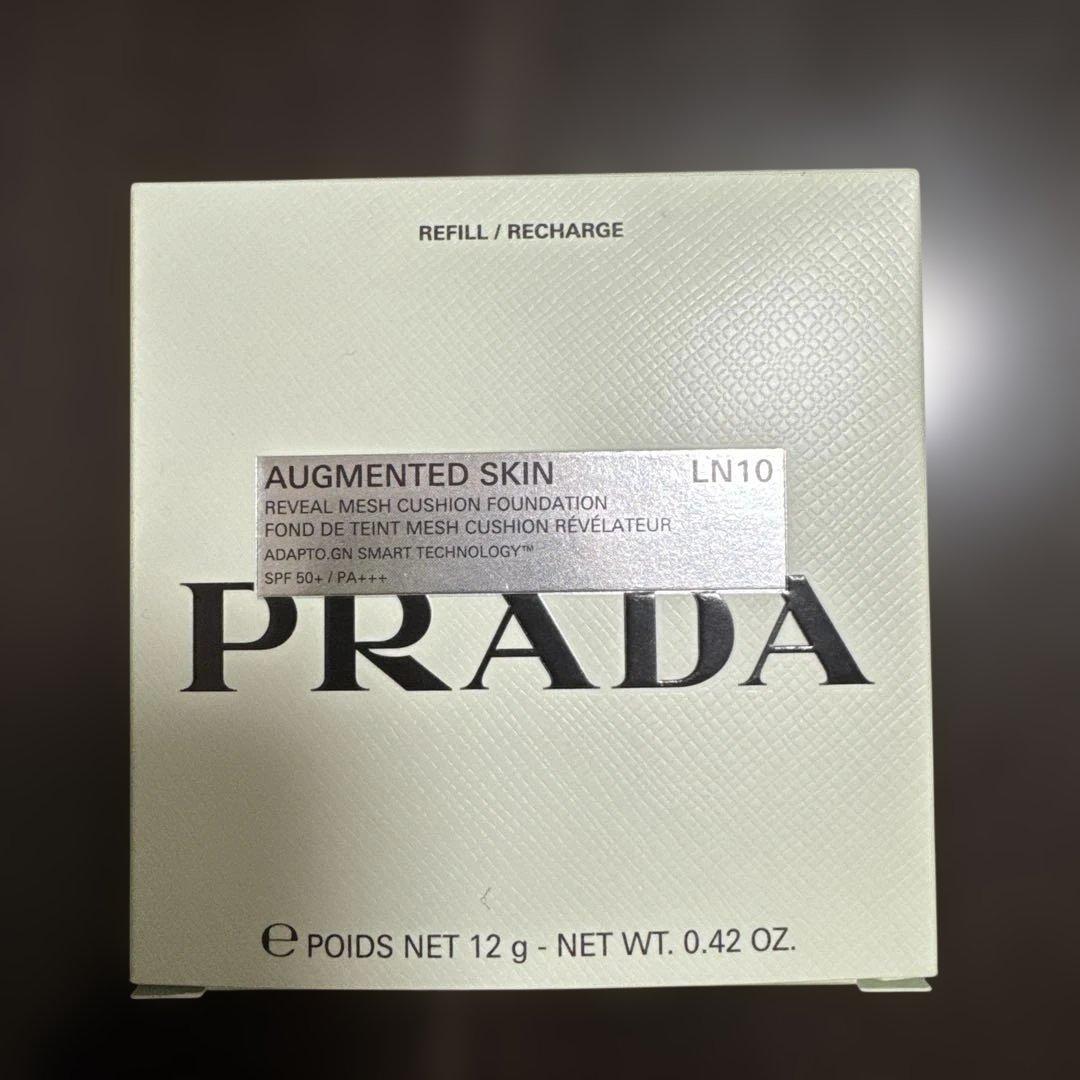 REFILL / RECHARGE
AUGMENTED SKIN LN10
REVEAL MESH CUSHION FOUNDATION
FOND DE TEINT MESH CUSHION RÉVÉLATEUR
ADAPTO.GN SMART TECHNOLOGY™
SPF 50+ / PA+++
PRADA
℮ POIDS NET 12 g - NET WT. 0.42 OZ.